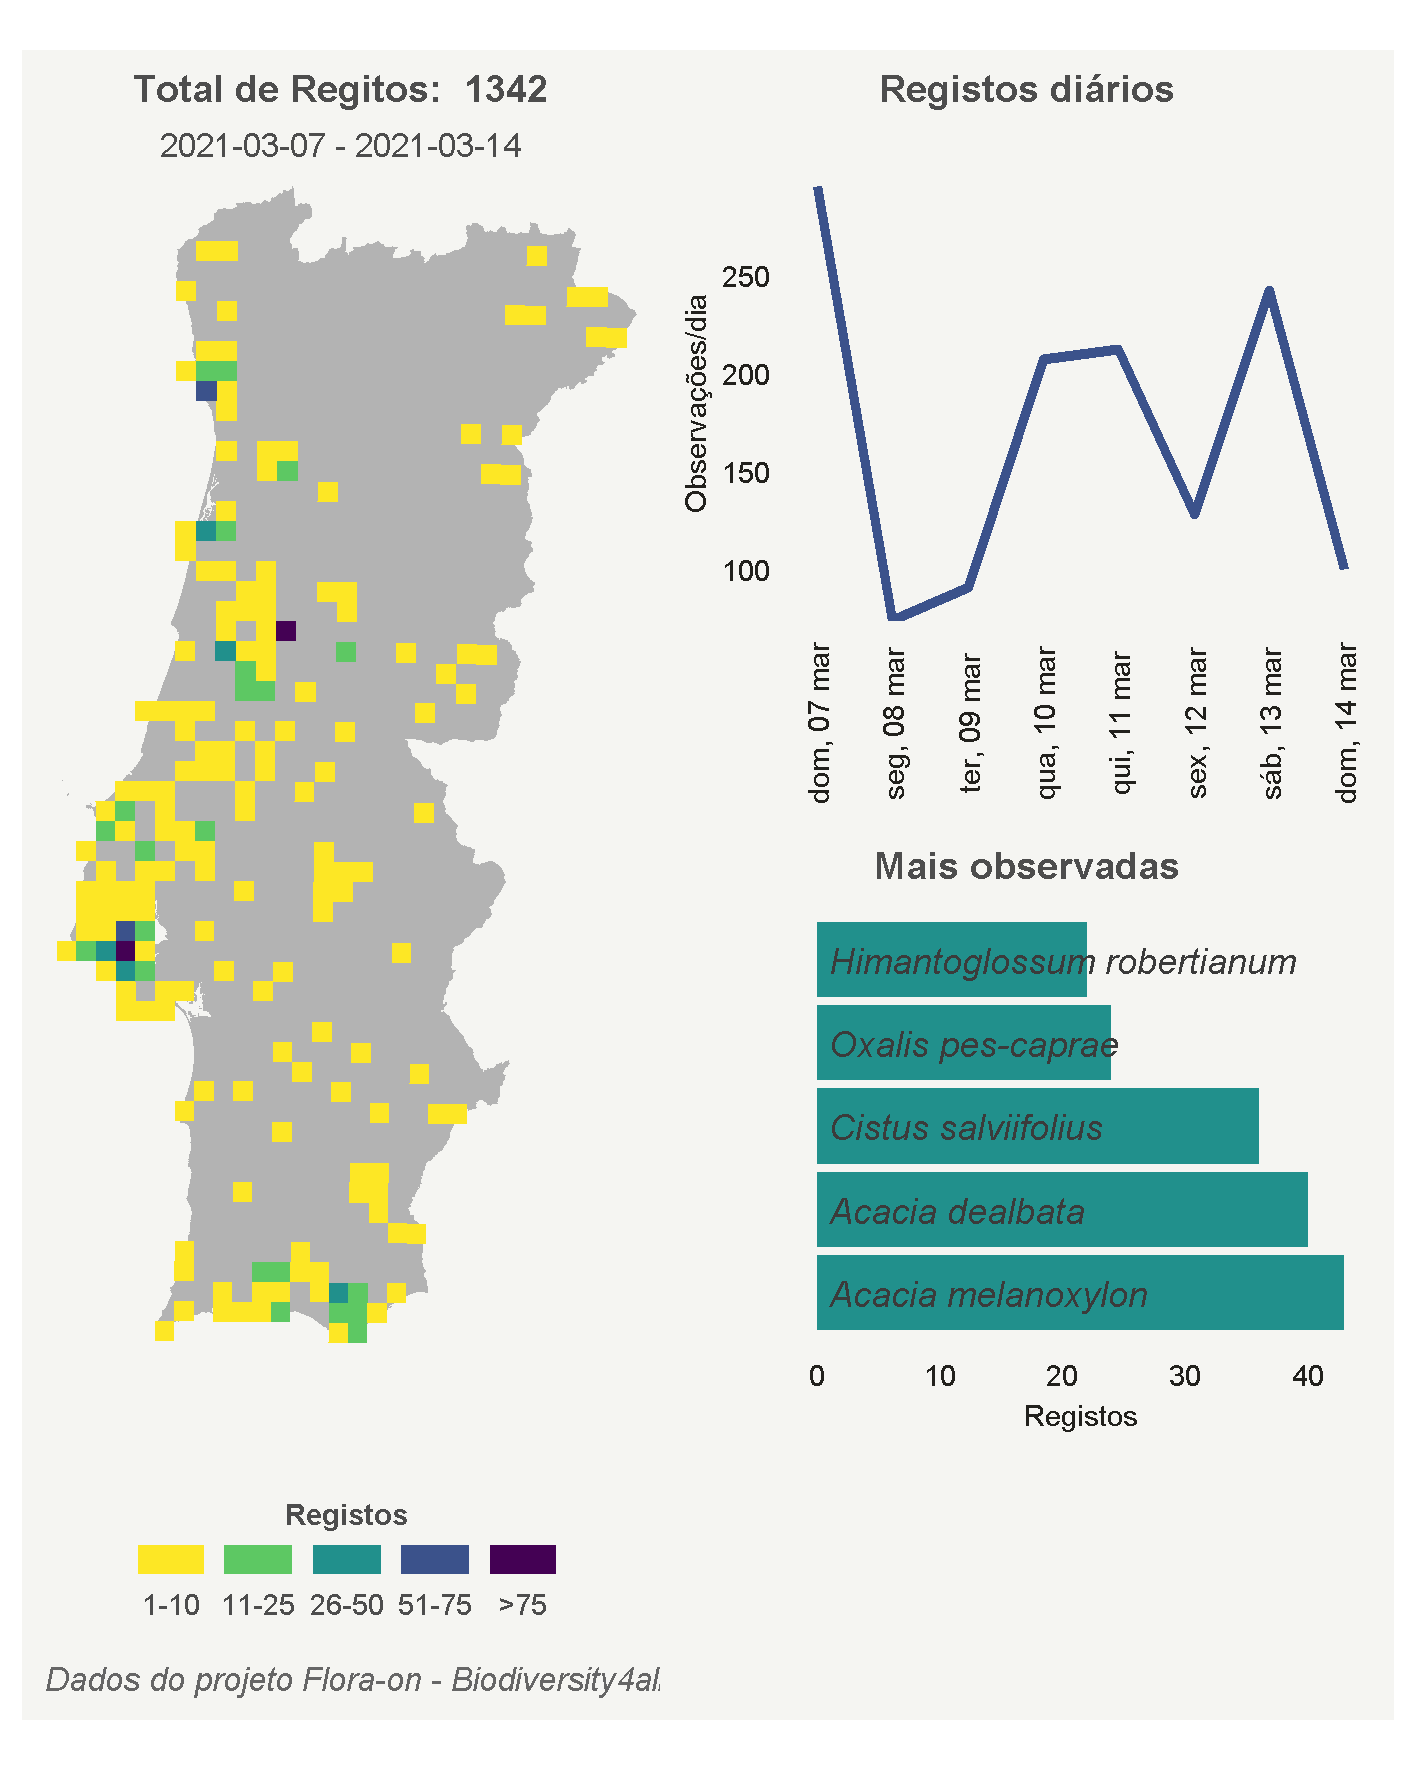 Total de Regitos:  1342
2021-03-07 - 2021-03-14
Registos diários
Observações/dia
250
200
150
100
dom, 07 mar
seg, 08 mar
ter, 09 mar
qua, 10 mar
qui, 11 mar
sex, 12 mar
sáb, 13 mar
dom, 14 mar
Mais observadas
Himantoglossum robertianum
Oxalis pes-caprae
Cistus salviifolius
Acacia dealbata
Acacia melanoxylon
0 10 20 30 40
Registos
Registos
1-10 11-25 26-50 51-75 >75
Dados do projeto Flora-on - Biodiversity4al